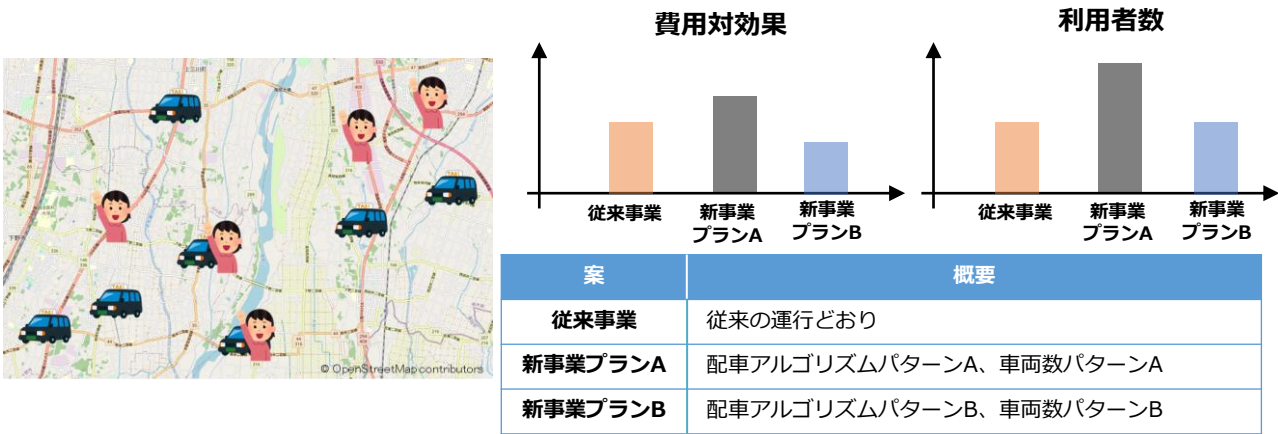 費用対効果
利用者数
従来事業
新事業
プランA
新事業
プランB
従来事業
新事業
プランA
新事業
プランB
© OpenStreetMap contributors
案 概要
従来事業 従来の運行どおり
新事業プランA 配車アルゴリズムパターンA、車両数パターンA
新事業プランB 配車アルゴリズムパターンB、車両数パターンB